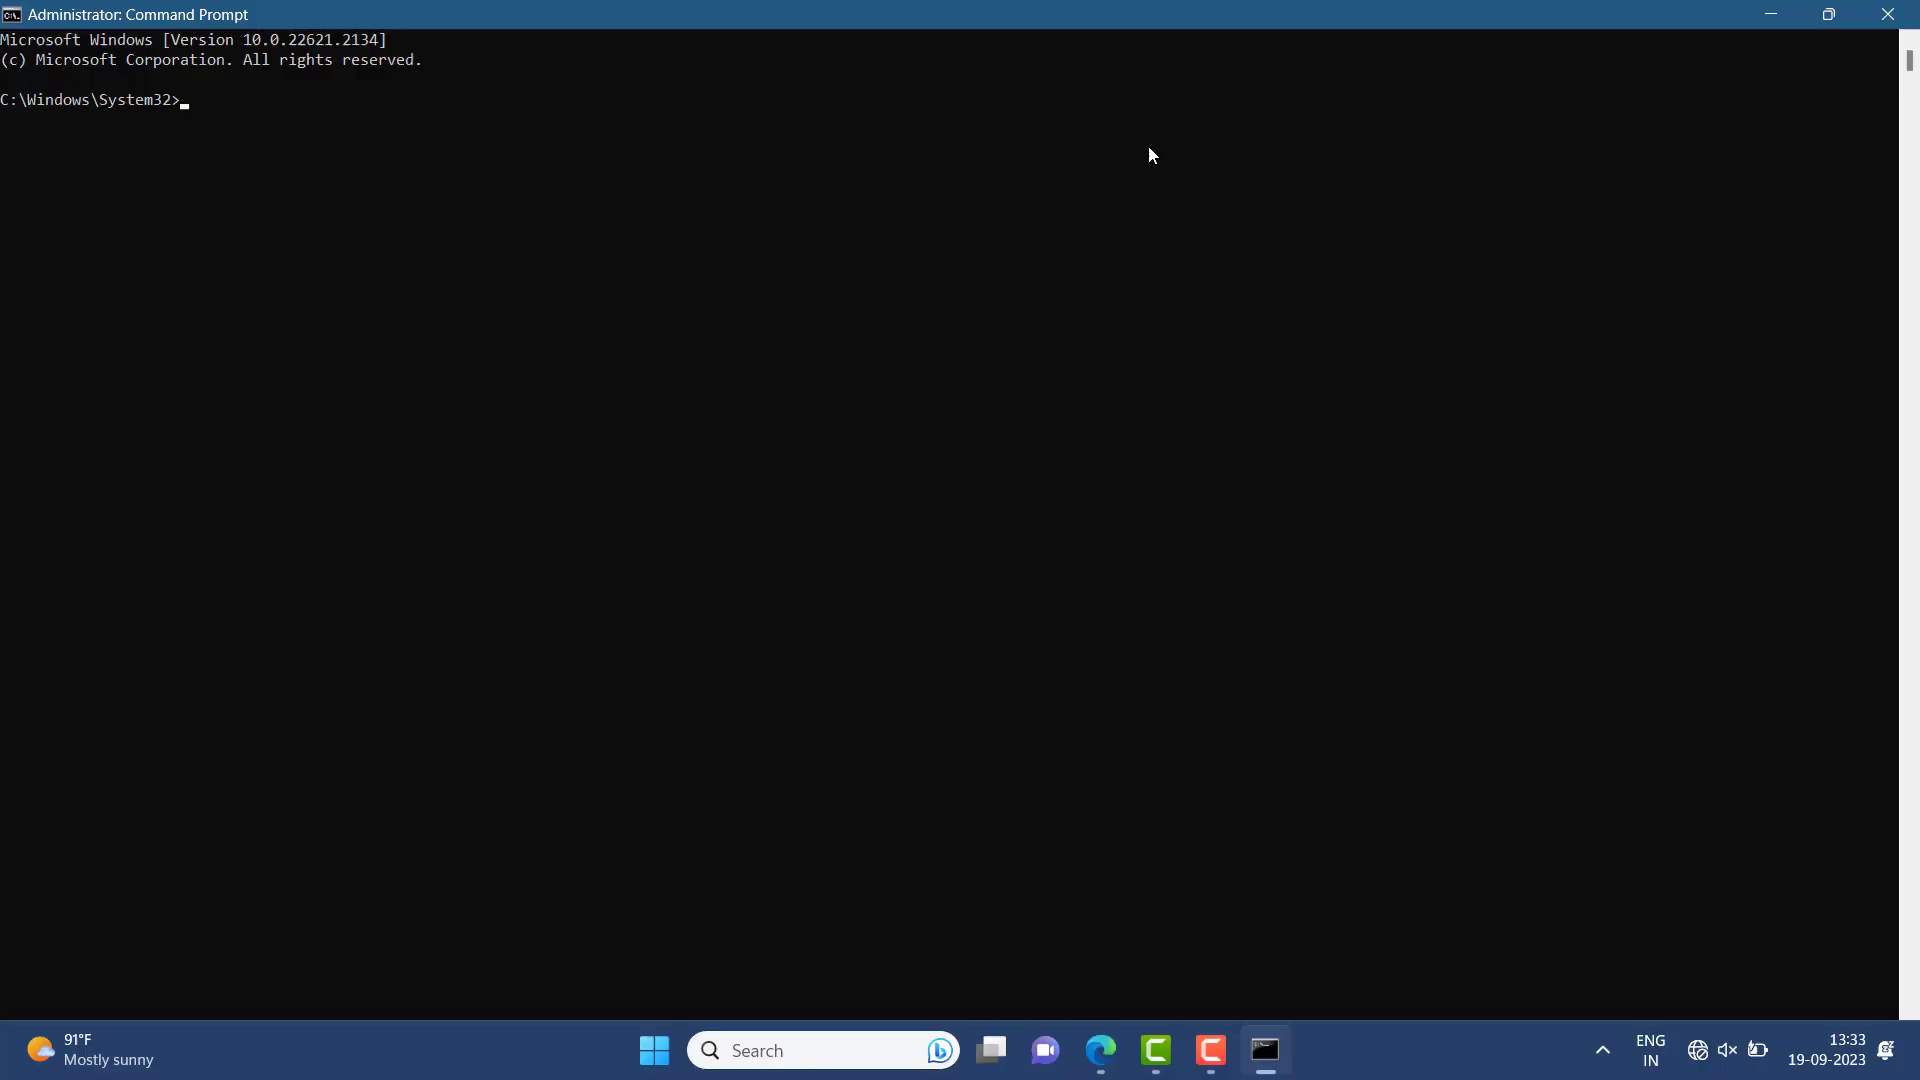 Administrator: Command Prompt
Microsoft Windows [Version 10.0.22621.2134]
(c) Microsoft Corporation. All rights reserved.
C:\Windows\System32>
91°F
Mostly sunny
Search
ENG
IN
13:33
19-09-2023